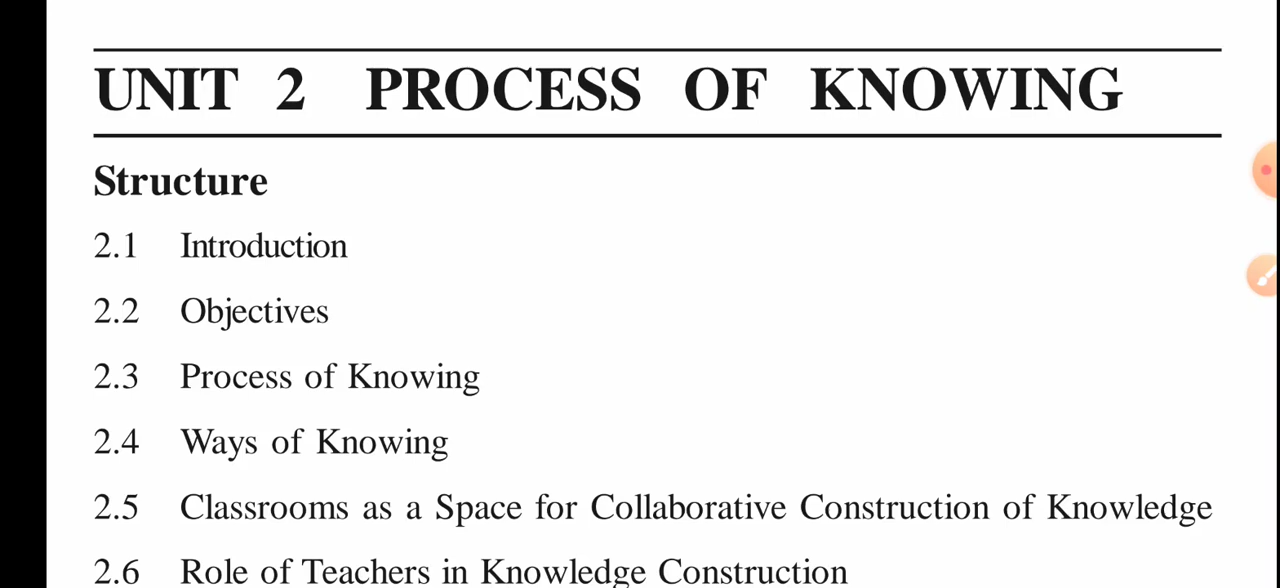 UNIT 2 PROCESS OF KNOWING
Structure
2.1 Introduction
2.2 Objectives
2.3 Process of Knowing
2.4 Ways of Knowing
2.5 Classrooms as a Space for Collaborative Construction of Knowledge
2.6 Role of Teachers in Knowledge Construction